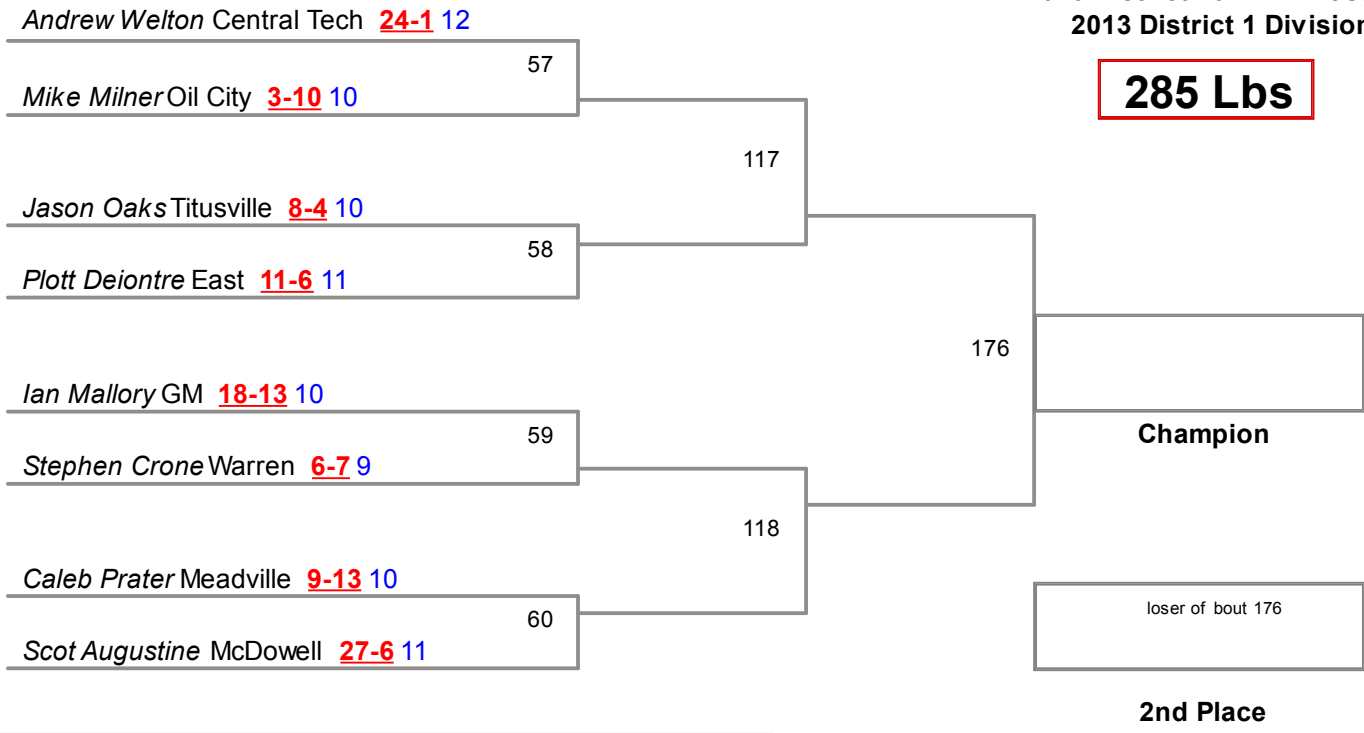 Andrew Welton Central Tech 24-1 12
2013 District 1 Division
57
285 Lbs
Mike Milner Oil City 3-10 10
117
Jason Oaks Titusville 8-4 10
58
Plott Deiontre East 11-6 11
176
Ian Mallory GM 18-13 10
59
Champion
Stephen Crone Warren 6-7 9
118
Caleb Prater Meadville 9-13 10
loser of bout 176
60
Scot Augustine McDowell 27-6 11
2nd Place